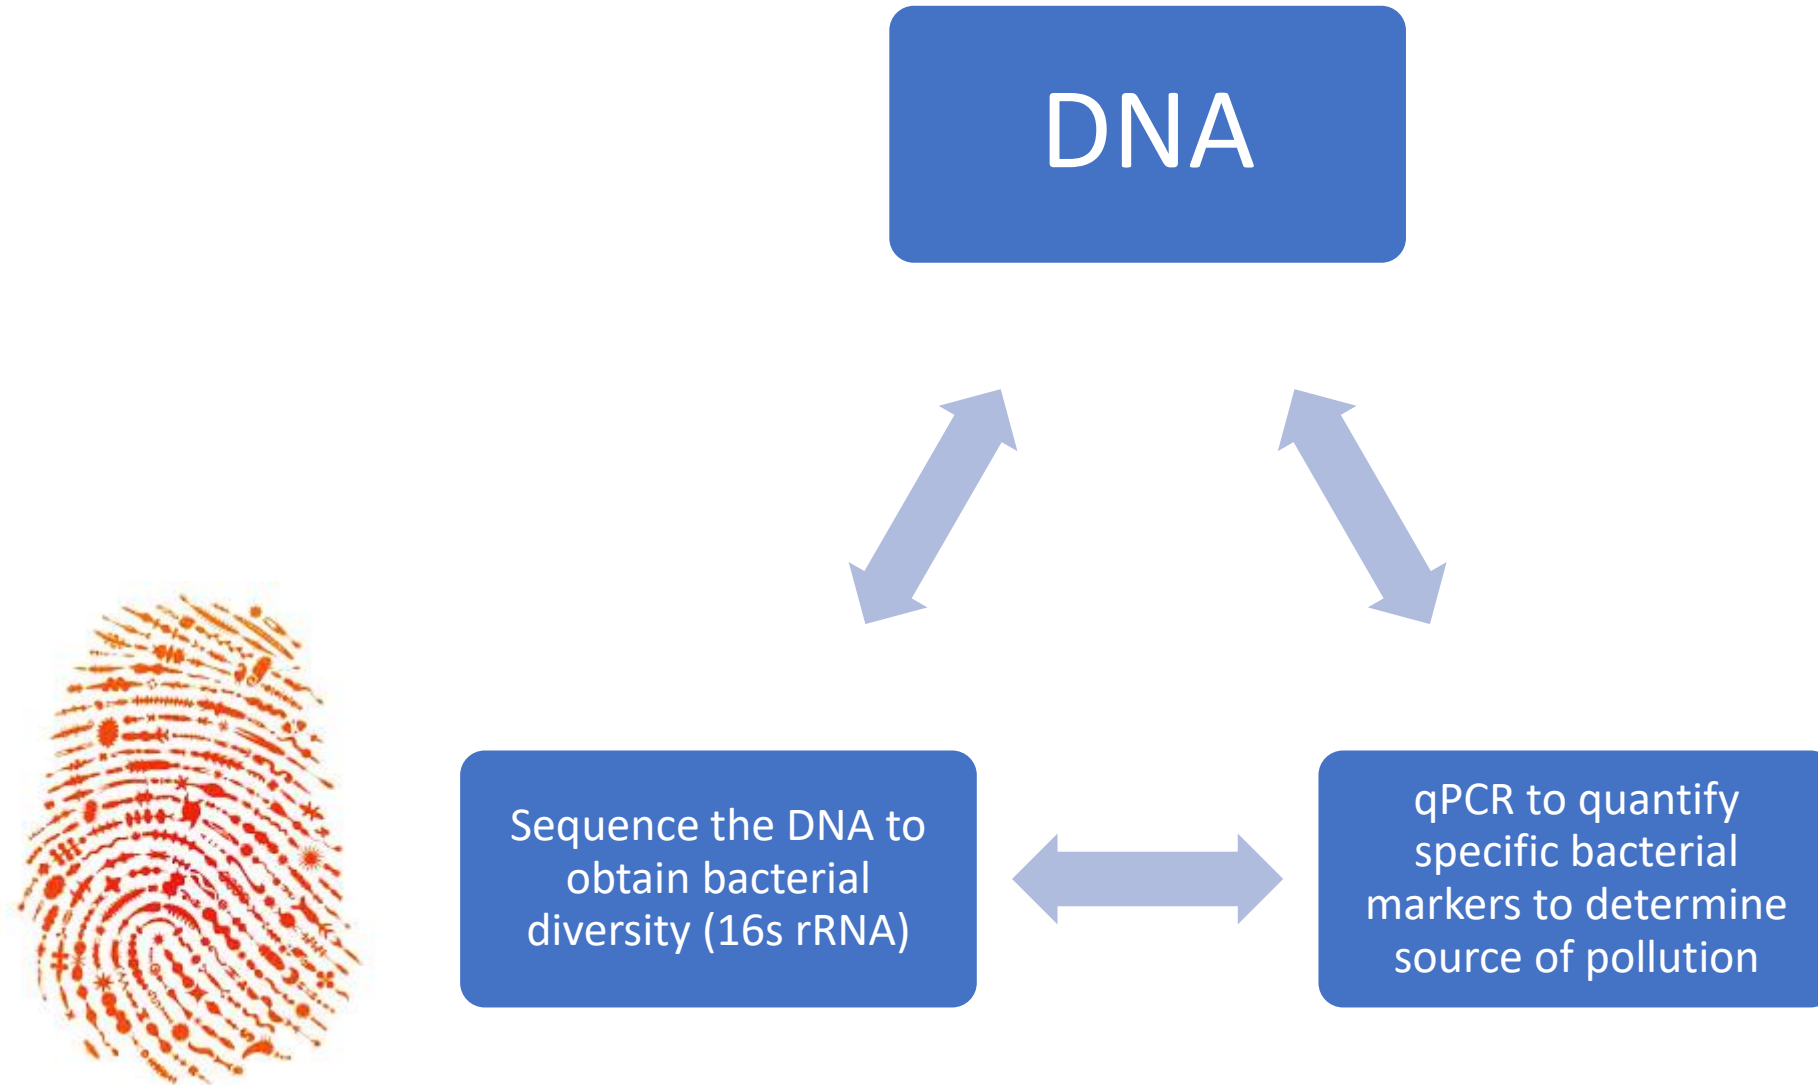 DNA
Sequence the DNA to
obtain bacterial
diversity (16s rRNA)
qPCR to quantify
specific bacterial
markers to determine
source of pollution